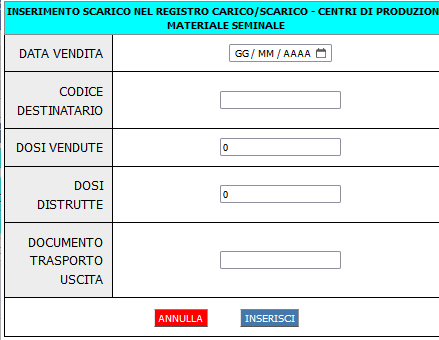 INSERIMENTO SCARICO NEL REGISTRO CARICO/SCARICO - CENTRI DI PRODUZION
MATERIALE SEMINALE
DATA VENDITA
GG / MM / AAAA
CODICE
DESTINATARIO
DOSI VENDUTE
0
DOSI
DISTRUTTE
0
DOCUMENTO
TRASPORTO
USCITA
ANNULLA
INSERISCI